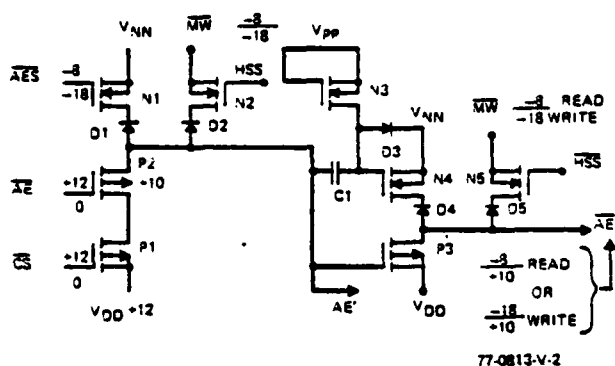 VNN
MW
-8
-18
VPP
AES
-8
-18
N1
HSS
N2
N3
VNN
MW
-8 READ
-18 WRITE
D1
D2
D3
P2
AE
+12
0
+10
C1
N4
N5
HSS
D4
D5
AE
P1
P3
CS
+12
0
VDD +12
AE'
VDD
-8
+10 READ
OR
-18
+10 WRITE
77-0813-V-2